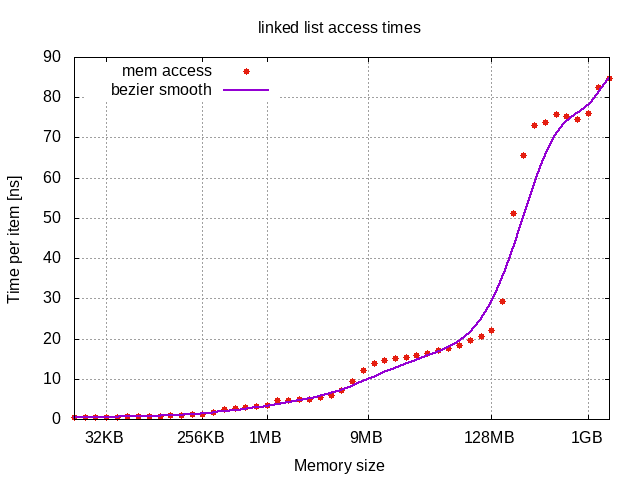 linked list access times
mem access
bezier smooth
90
80
70
60
50
40
30
20
10
0
Time per item [ns]
32KB 256KB 1MB 9MB 128MB 1GB
Memory size